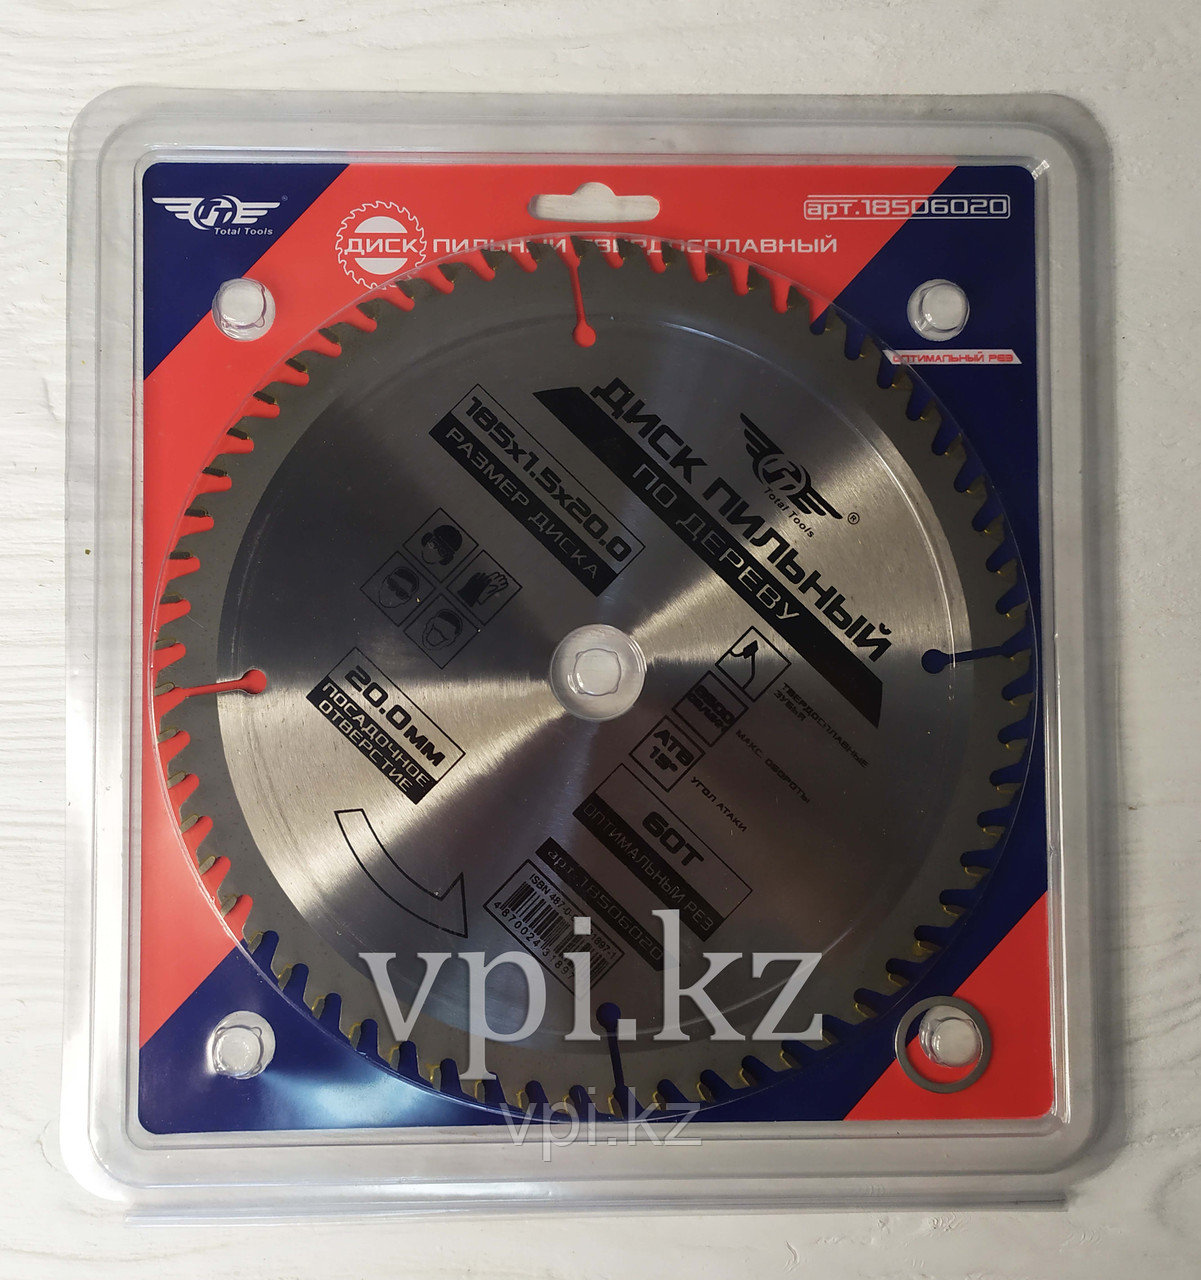 Total Tools
арт.18506020
ДИСК ПИЛЬНЫЙ ТВЕРДОСПЛАВНЫЙ
ОПТИМАЛЬНЫЙ РЕЗ
Total Tools
ДИСК ПИЛЬНЫЙ
ПО ДЕРЕВУ
185x1.5x20.0
РАЗМЕР ДИСКА
20.0мм
ПОСАДОЧНОЕ
ОТВЕРСТИЕ
ТВЕРДОСПЛАВНЫЕ
ЗУБЬЯ
МАКС. ОБОРОТЫ
ATB
15°
УГОЛ АТАКИ
60T
ОПТИМАЛЬНЫЙ РЕЗ
арт.18506020
ISBN
vpi.kz
vpi.kz